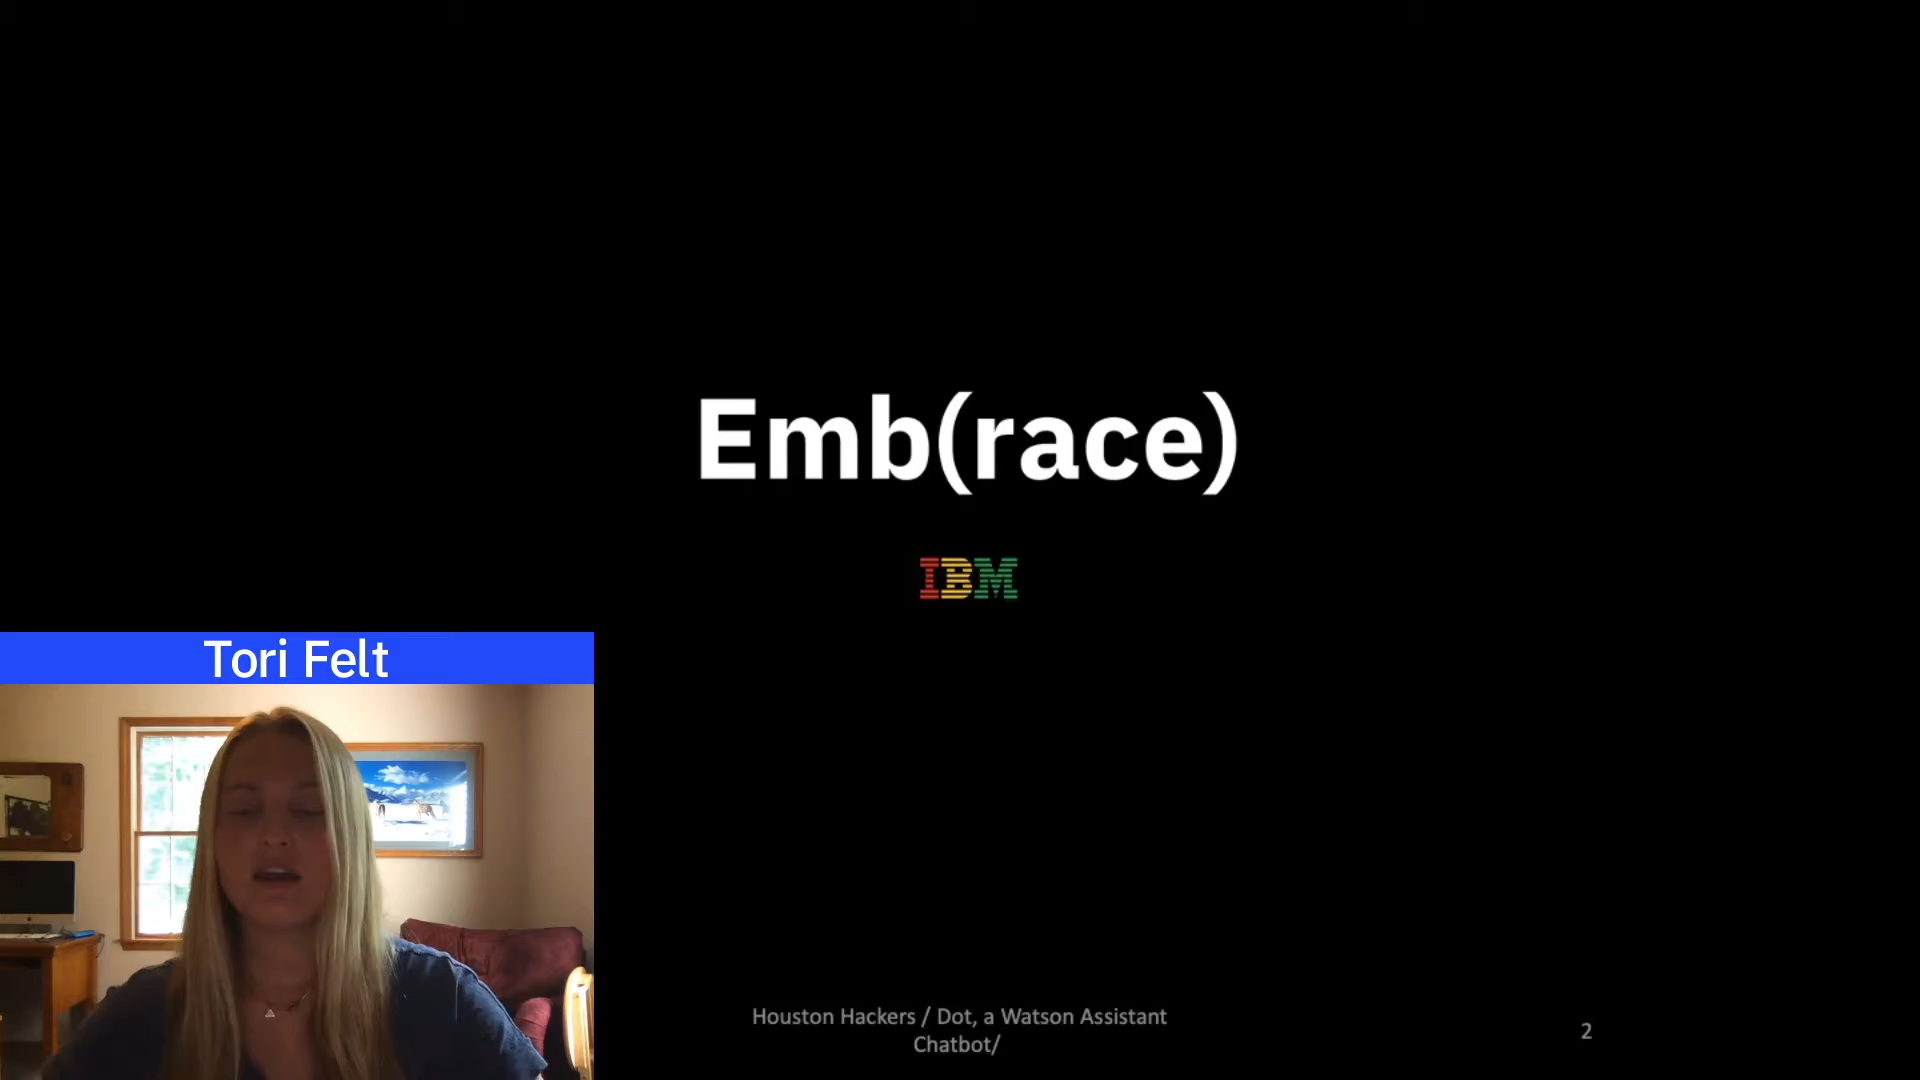 Emb(race)
IBM
Tori Felt
Houston Hackers / Dot, a Watson Assistant
Chatbot/
2